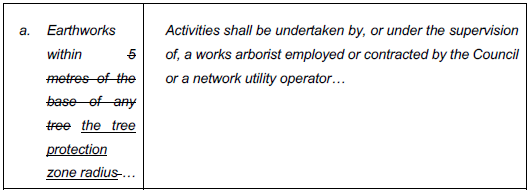 a. Earthworks within 5 metres of the base of any tree the tree protection zone radius ...
Activities shall be undertaken by, or under the supervision
of, a works arborist employed or contracted by the Council
or a network utility operator…